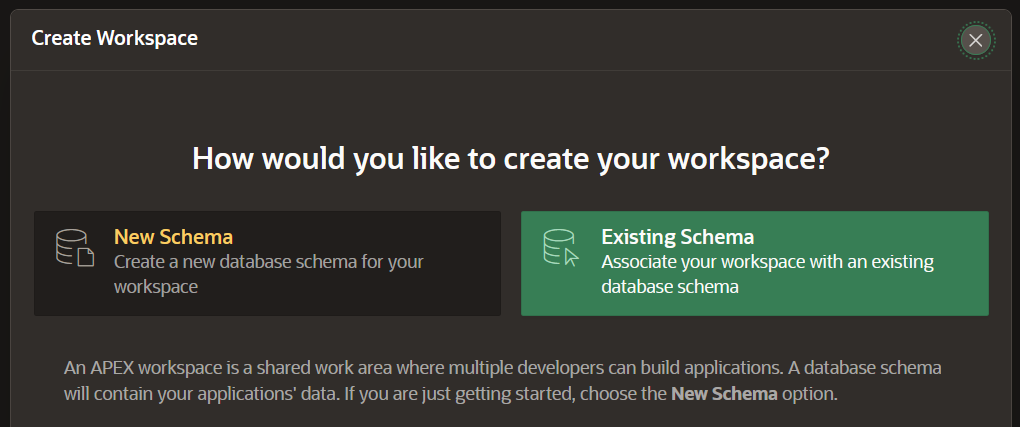 Create Workspace
How would you like to create your workspace?
New Schema
Create a new database schema for your
workspace
Existing Schema
Associate your workspace with an existing
database schema
An APEX workspace is a shared work area where multiple developers can build applications. A database schema
will contain your applications' data. If you are just getting started, choose the New Schema option.